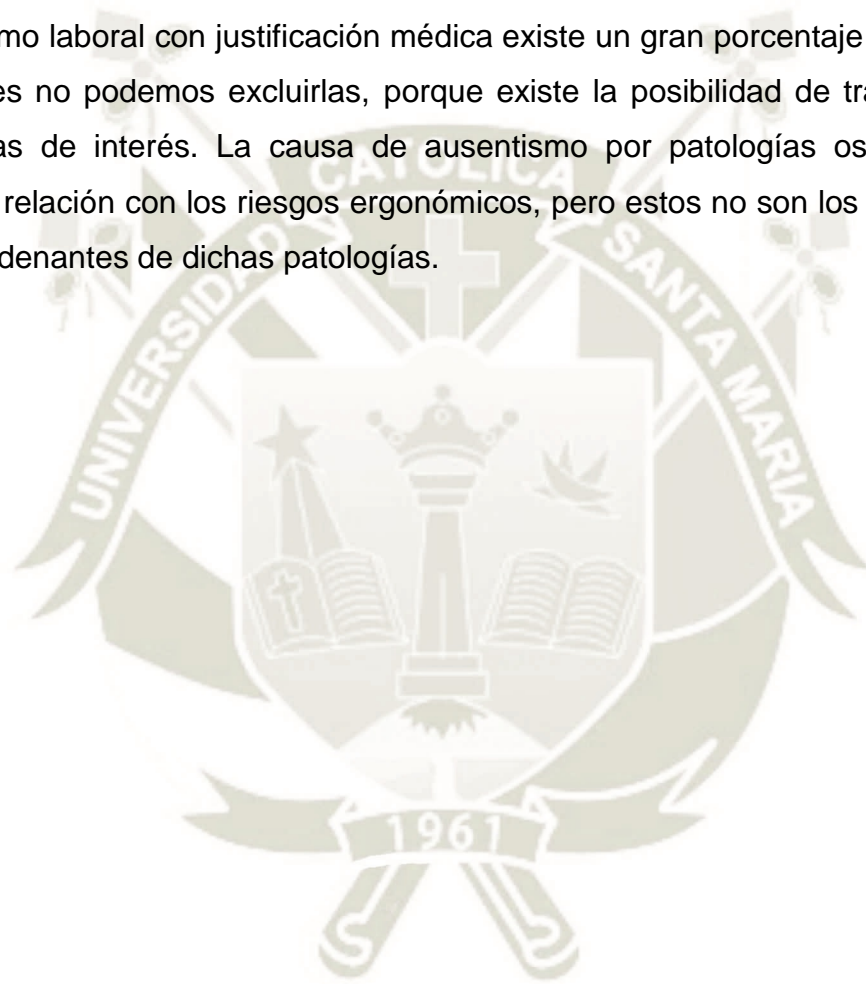 mo laboral con justificación médica existe un gran porcentaje
es no podemos excluirlas, porque existe la posibilidad de tra
as de interés. La causa de ausentismo por patologías os
relación con los riesgos ergonómicos, pero estos no son los
denantes de dichas patologías.
UNIVERSIDAD CATÓLICA SANTA MARIA
1961